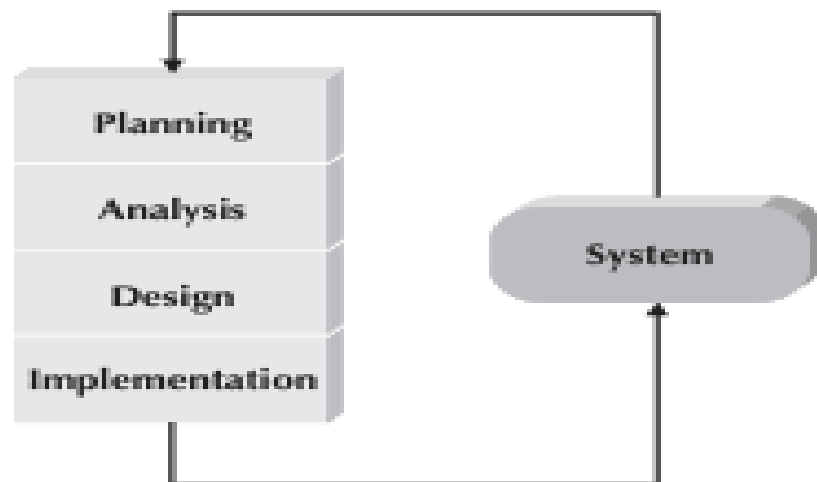 Planning
Analysis
Design
Implementation
System